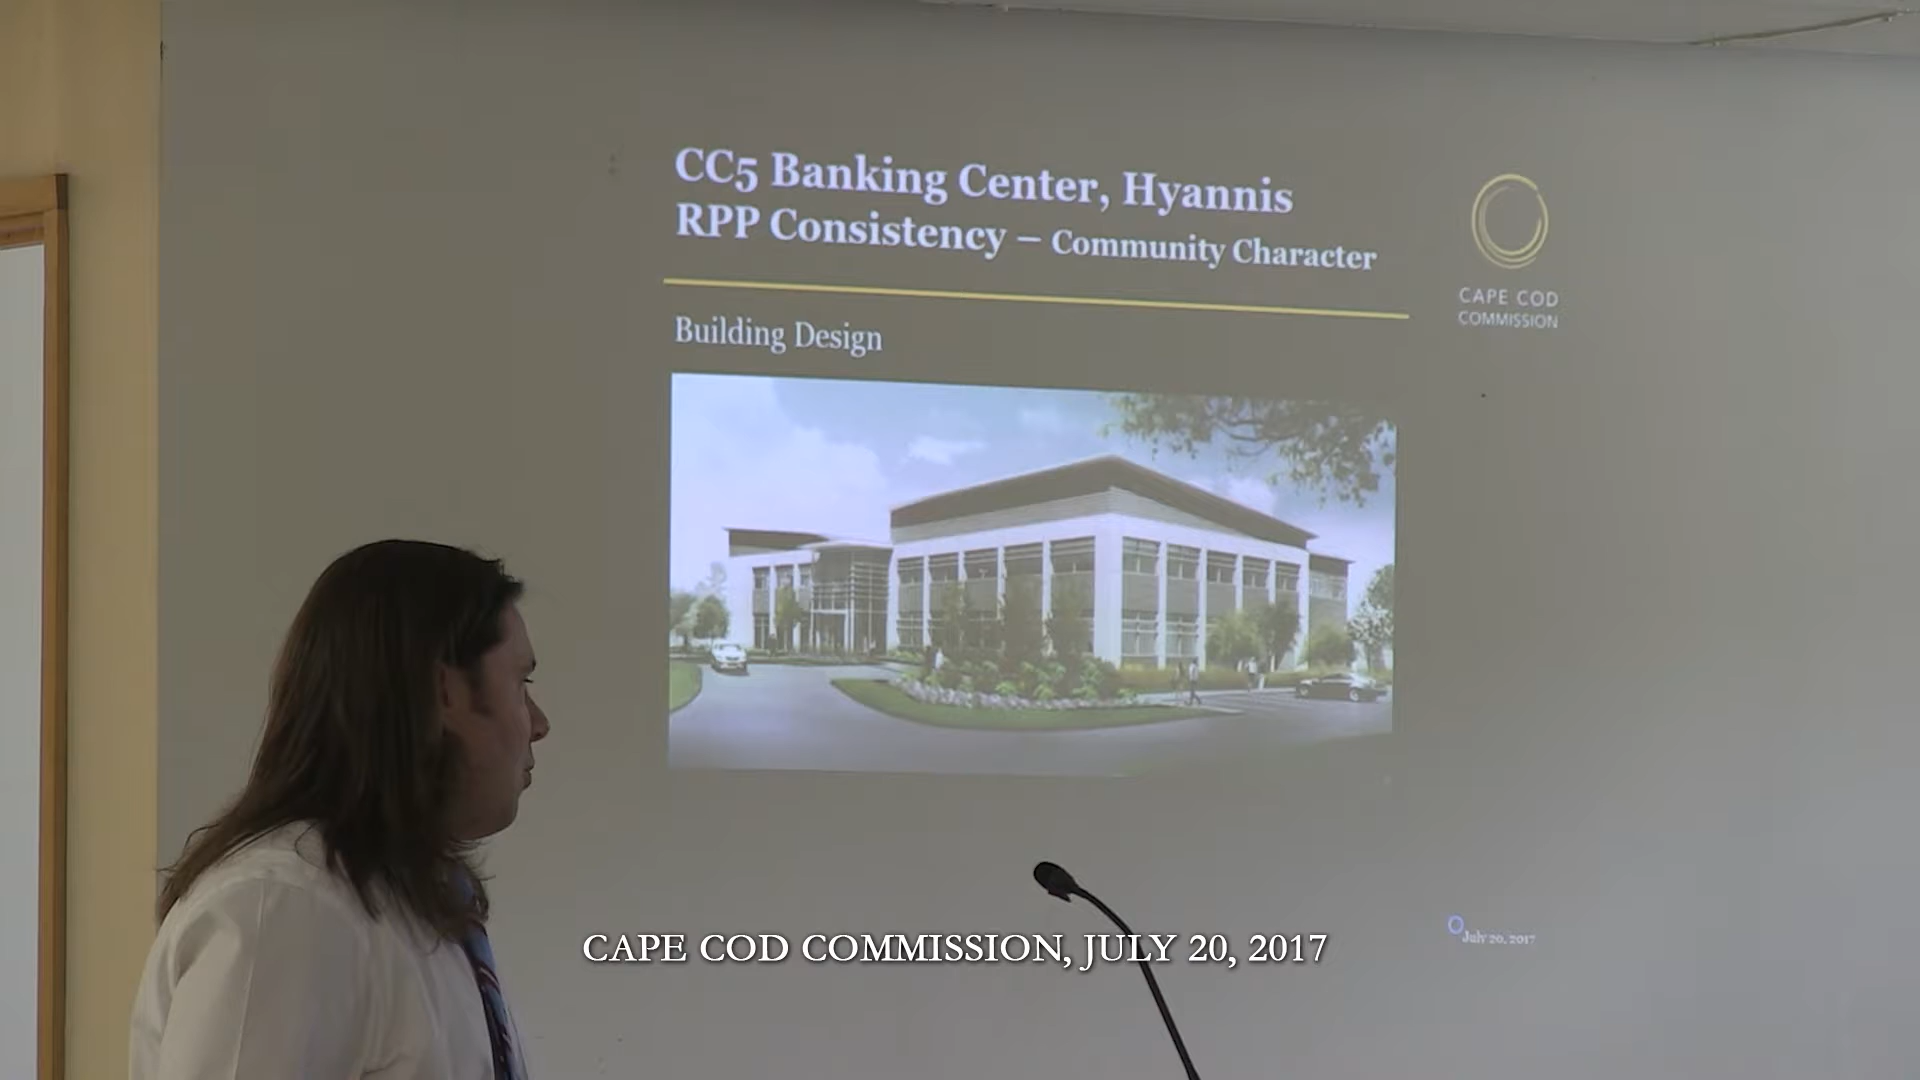 CC5 Banking Center, Hyannis
RPP Consistency – Community Character
CAPE COD
COMMISSION
Building Design
July 20, 2017
CAPE COD COMMISSION, JULY 20, 2017